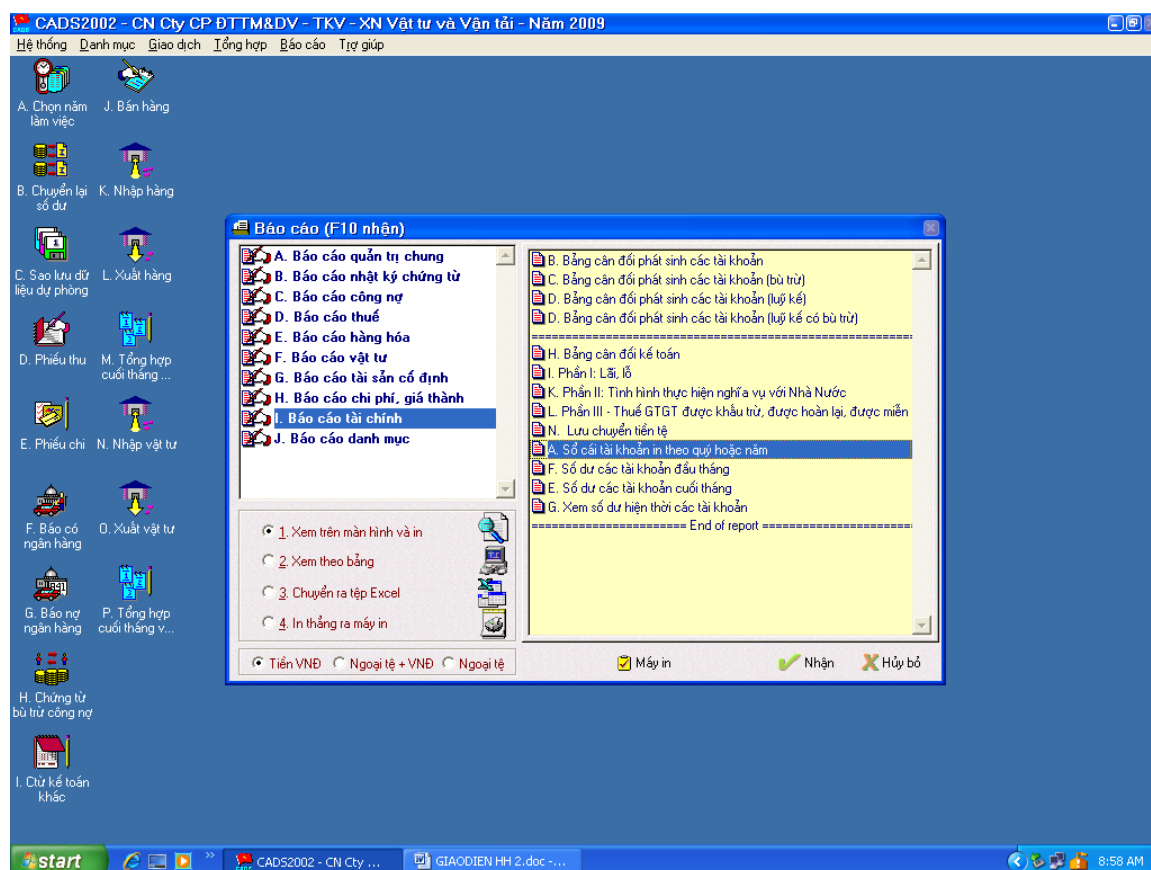 CADS2002 - CN Cty CP ĐTTM&DV - TKV - XN Vật tư và Vận tải - Năm 2009
Hệ thống Danh mục Giao dịch Tổng hợp Báo cáo Trợ giúp
A. Chọn năm
làm việc
J. Bán hàng
B. Chuyển lại
số dư
K. Nhập hàng
C. Sao lưu dữ
liệu dự phòng
L. Xuất hàng
D. Phiếu thu
M. Tổng hợp
cuối tháng ...
E. Phiếu chi
N. Nhập vật tư
F. Báo có
ngân hàng
O. Xuất vật tư
G. Báo nợ
ngân hàng
P. Tổng hợp
cuối tháng v...
H. Chứng từ
bù trừ công nợ
I. Ctừ kế toán
khác
Báo cáo (F10 nhận)
A. Báo cáo quản trị chung
B. Báo cáo nhật ký chứng từ
C. Báo cáo công nợ
D. Báo cáo thuế
E. Báo cáo hàng hóa
F. Báo cáo vật tư
G. Báo cáo tài sản cố định
H. Báo cáo chi phí, giá thành
I. Báo cáo tài chính
J. Báo cáo danh mục
1. Xem trên màn hình và in
2. Xem theo bảng
3. Chuyển ra tệp Excel
4. In thẳng ra máy in
Tiền VNĐ Ngoại tệ + VNĐ Ngoại tệ
B. Bảng cân đối phát sinh các tài khoản
C. Bảng cân đối phát sinh các tài khoản (bù trừ)
D. Bảng cân đối phát sinh các tài khoản (luỹ kế)
D. Bảng cân đối phát sinh các tài khoản (luỹ kế có bù trừ)
H. Bảng cân đối kế toán
I. Phần I: Lãi, lỗ
K. Phần II: Tình hình thực hiện nghĩa vụ với Nhà Nước
L. Phần III - Thuế GTGT được khấu trừ, được hoàn lại, được miễn
N. Lưu chuyển tiền tệ
A. Sổ cái tài khoản in theo quý hoặc năm
F. Số dư các tài khoản đầu tháng
E. Số dư các tài khoản cuối tháng
G. Xem số dư hiện thời các tài khoản
====================== End of report ======================
Máy in Nhận Hủy bỏ
start
CADS2002 - CN Cty ...
GIAODIEN HH 2.doc -...
8:58 AM